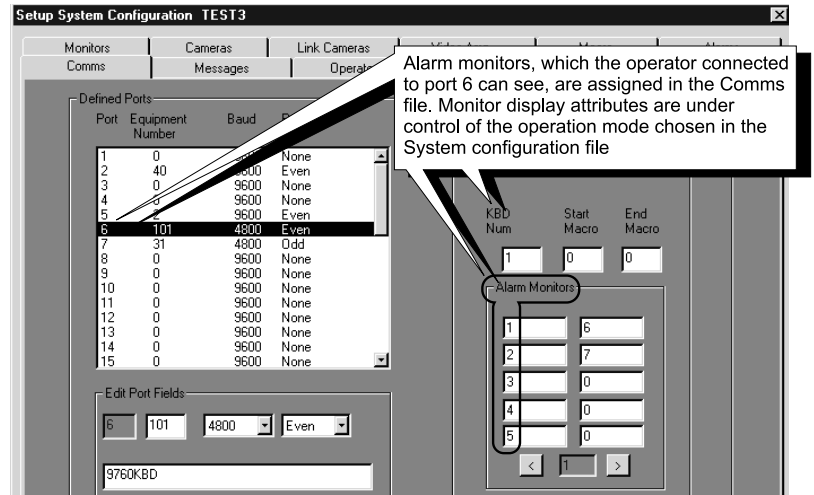 Setup System Configuration TEST3
Monitors Cameras Link Cameras
Comms Messages
Alarm monitors, which the operator connected
to port 6 can see, are assigned in the Comms
file. Monitor display attributes are under
control of the operation mode chosen in the
System configuration file
Defined Ports
Port Equipment Number Baud
1 0 None
2 40 9600 Even
3 0 9600 None
4 0 9600 None
5 2 9600 Even
6 101 4800 Even
7 31 4800 Odd
8 0 9600 None
9 0 9600 None
10 0 9600 None
11 0 9600 None
12 0 9600 None
13 0 9600 None
14 0 9600 None
15 0 9600 None
Edit Port Fields
6 101 4800 Even
9760KBD
KBD Num Start Macro End Macro
1 0 0
Alarm Monitors
1 6
2 7
3 0
4 0
5 0
< 1 >